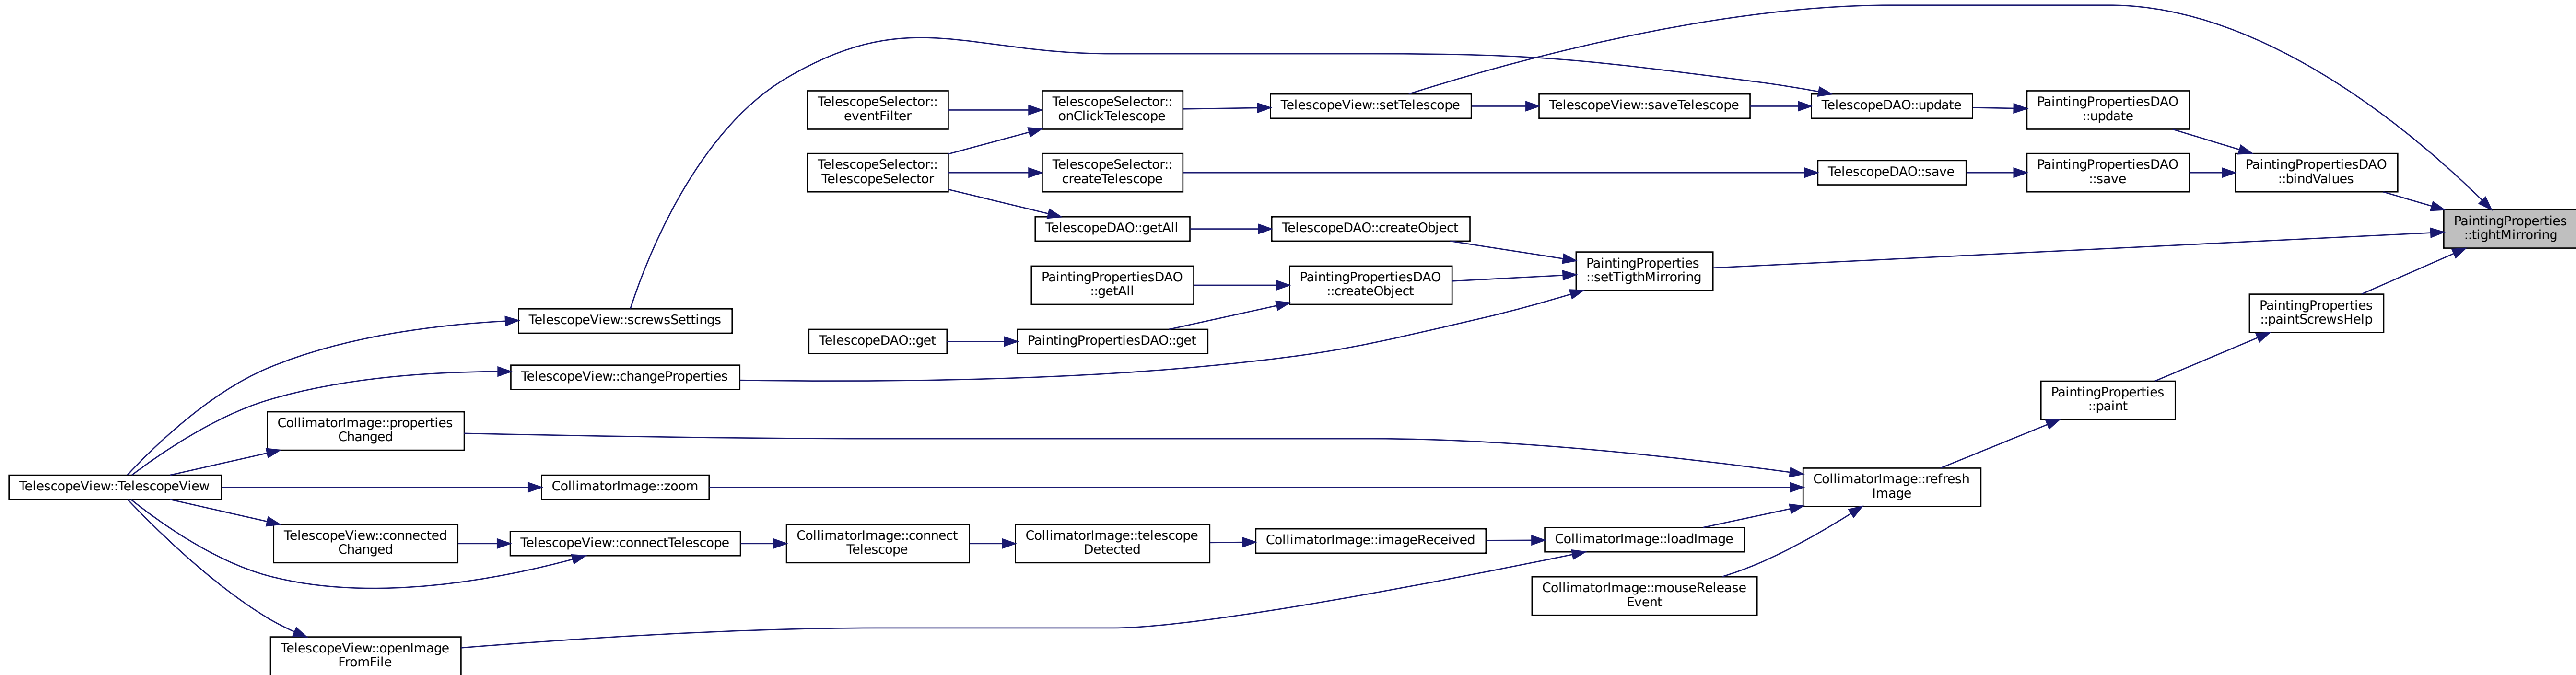 TelescopeSelector::
eventFilter
TelescopeSelector::
onClickTelescope
TelescopeView::setTelescope
TelescopeView::saveTelescope
TelescopeDAO::update
PaintingPropertiesDAO
::update
TelescopeSelector::
TelescopeSelector
TelescopeSelector::
createTelescope
TelescopeDAO::save
PaintingPropertiesDAO
::save
PaintingPropertiesDAO
::bindValues
PaintingProperties
::tightMirroring
TelescopeDAO::getAll
TelescopeDAO::createObject
PaintingPropertiesDAO
::getAll
PaintingPropertiesDAO
::createObject
PaintingProperties
::setTigthMirroring
PaintingProperties
::paintScrewsHelp
TelescopeView::screwsSettings
TelescopeDAO::get
PaintingPropertiesDAO::get
TelescopeView::changeProperties
PaintingProperties
::paint
CollimatorImage::properties
Changed
TelescopeView::TelescopeView
CollimatorImage::zoom
CollimatorImage::refresh
Image
TelescopeView::connected
Changed
TelescopeView::connectTelescope
CollimatorImage::connect
Telescope
CollimatorImage::telescope
Detected
CollimatorImage::imageReceived
CollimatorImage::loadImage
CollimatorImage::mouseRelease
Event
TelescopeView::openImage
FromFile